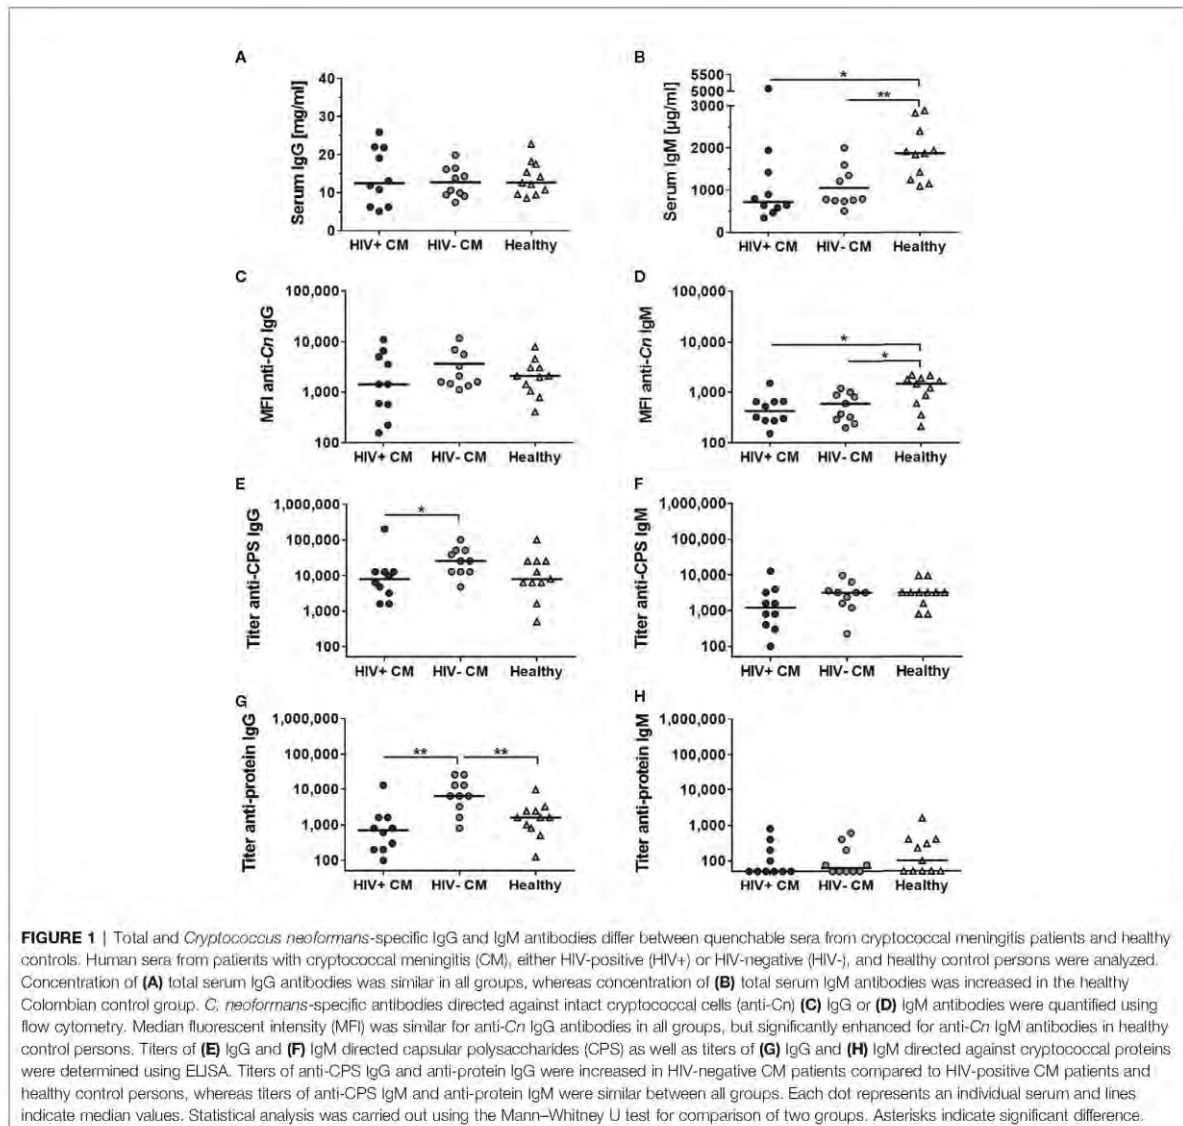 A
Serum IgG [mg/ml]
40
30
20
10
0
HIV+ CM HIV- CM Healthy
B
Serum IgM [µg/ml]
5500
5000
3000
2000
1000
0
*
**
HIV+ CM HIV- CM Healthy
C
MFI anti-Cn IgG
100,000
10,000
1,000
100
HIV+ CM HIV- CM Healthy
D
MFI anti-Cn IgM
100,000
10,000
1,000
100
*
*
HIV+ CM HIV- CM Healthy
E
Titer anti-CPS IgG
1,000,000
100,000
10,000
1,000
100
*
HIV+ CM HIV- CM Healthy
F
Titer anti-CPS IgM
1,000,000
100,000
10,000
1,000
100
HIV+ CM HIV- CM Healthy
G
Titer anti-protein IgG
1,000,000
100,000
10,000
1,000
100
**
**
HIV+ CM HIV- CM Healthy
H
Titer anti-protein IgM
1,000,000
100,000
10,000
1,000
100
HIV+ CM HIV- CM Healthy
FIGURE 1 | Total and Cryptococcus neoformans-specific IgG and IgM antibodies differ between quenchable sera from cryptococcal meningitis patients and healthy
controls. Human sera from patients with cryptococcal meningitis (CM), either HIV-positive (HIV+) or HIV-negative (HIV-), and healthy control persons were analyzed.
Concentration of (A) total serum IgG antibodies was similar in all groups, whereas concentration of (B) total serum IgM antibodies was increased in the healthy
Colombian control group. C. neoformans-specific antibodies directed against intact cryptococcal cells (anti-Cn) (C) IgG or (D) IgM antibodies were quantified using
flow cytometry. Median fluorescent intensity (MFI) was similar for anti-Cn IgG antibodies in all groups, but significantly enhanced for anti-Cn IgM antibodies in healthy
control persons. Titers of (E) IgG and (F) IgM directed capsular polysaccharides (CPS) as well as titers of (G) IgG and (H) IgM directed against cryptococcal proteins
were determined using ELISA. Titers of anti-CPS IgG and anti-protein IgG were increased in HIV-negative CM patients compared to HIV-positive CM patients and
healthy control persons, whereas titers of anti-CPS IgM and anti-protein IgM were similar between all groups. Each dot represents an individual serum and lines
indicate median values. Statistical analysis was carried out using the Mann–Whitney U test for comparison of two groups. Asterisks indicate significant difference.